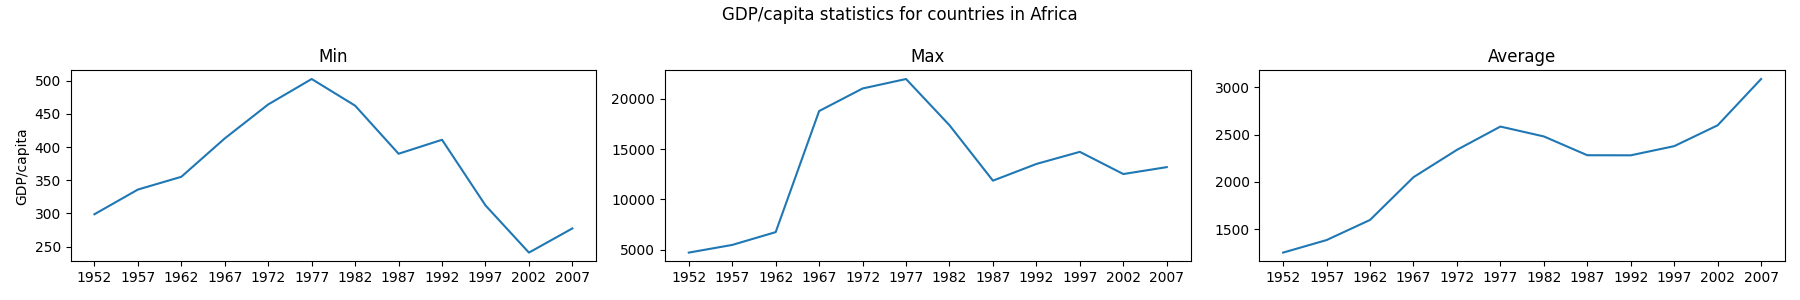 GDP/capita statistics for countries in Africa
Min
GDP/capita
500
450
400
350
300
250
1952 1957 1962 1967 1972 1977 1982 1987 1992 1997 2002 2007
Max
20000
15000
10000
5000
1952 1957 1962 1967 1972 1977 1982 1987 1992 1997 2002 2007
Average
3000
2500
2000
1500
1952 1957 1962 1967 1972 1977 1982 1987 1992 1997 2002 2007